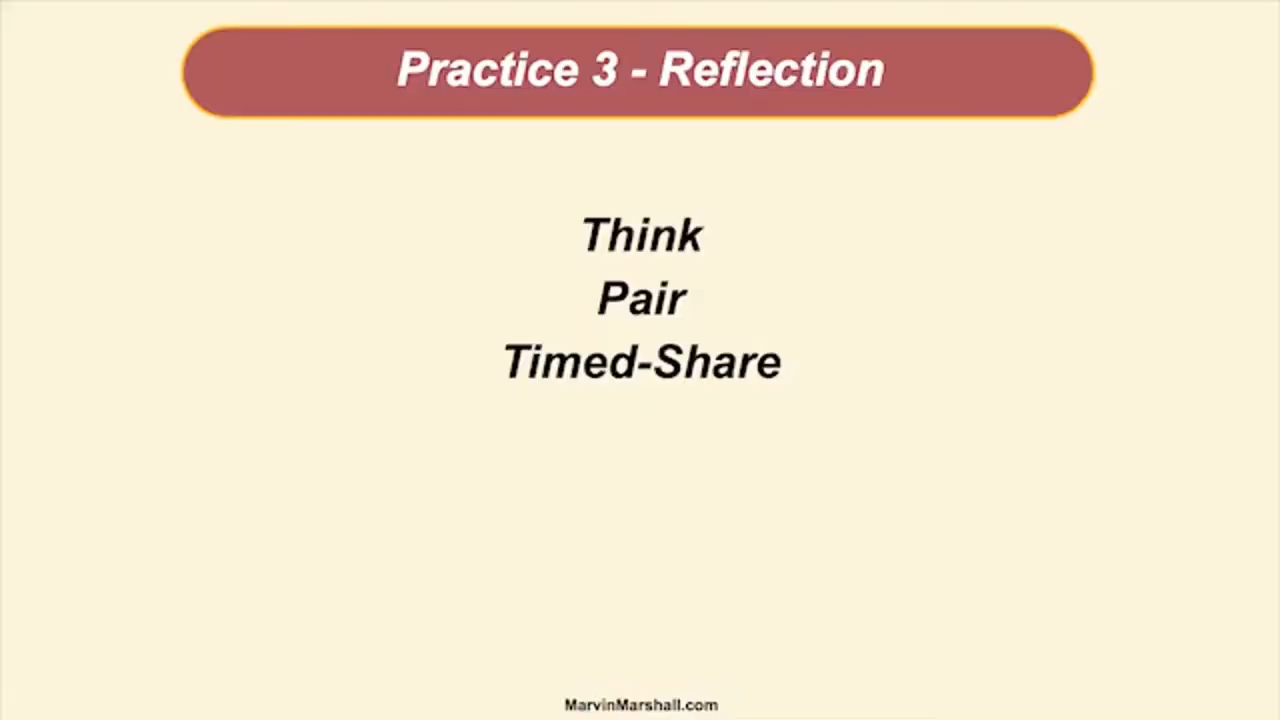 Practice 3 - Reflection
Think
Pair
Timed-Share
MarvinMarshall.com